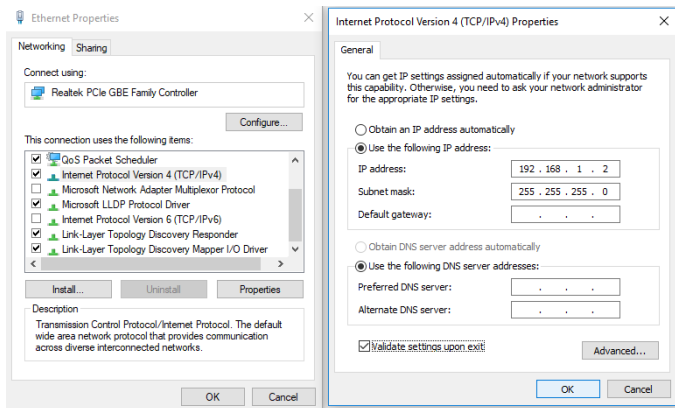 Ethernet Properties
Networking
Sharing
Connect using:
Realtek PCIe GBE Family Controller
Configure...
This connection uses the following items:
QoS Packet Scheduler
Internet Protocol Version 4 (TCP/IPv4)
Microsoft Network Adapter Multiplexor Protocol
Microsoft LLDP Protocol Driver
Internet Protocol Version 6 (TCP/IPv6)
Link-Layer Topology Discovery Responder
Link-Layer Topology Discovery Mapper I/O Driver
Install...
Uninstall
Properties
Description
Transmission Control Protocol/Internet Protocol. The default
wide area network protocol that provides communication
across diverse interconnected networks.
OK
Cancel
Internet Protocol Version 4 (TCP/IPv4) Properties
General
You can get IP settings assigned automatically if your network supports
this capability. Otherwise, you need to ask your network administrator
for the appropriate IP settings.
Obtain an IP address automatically
Use the following IP address:
IP address:
192 . 168 . 1 . 2
Subnet mask:
255 . 255 . 255 . 0
Default gateway:
. . .
Obtain DNS server address automatically
Use the following DNS server addresses:
Preferred DNS server:
. . .
Alternate DNS server:
. . .
Validate settings upon exit
Advanced...
OK
Cancel